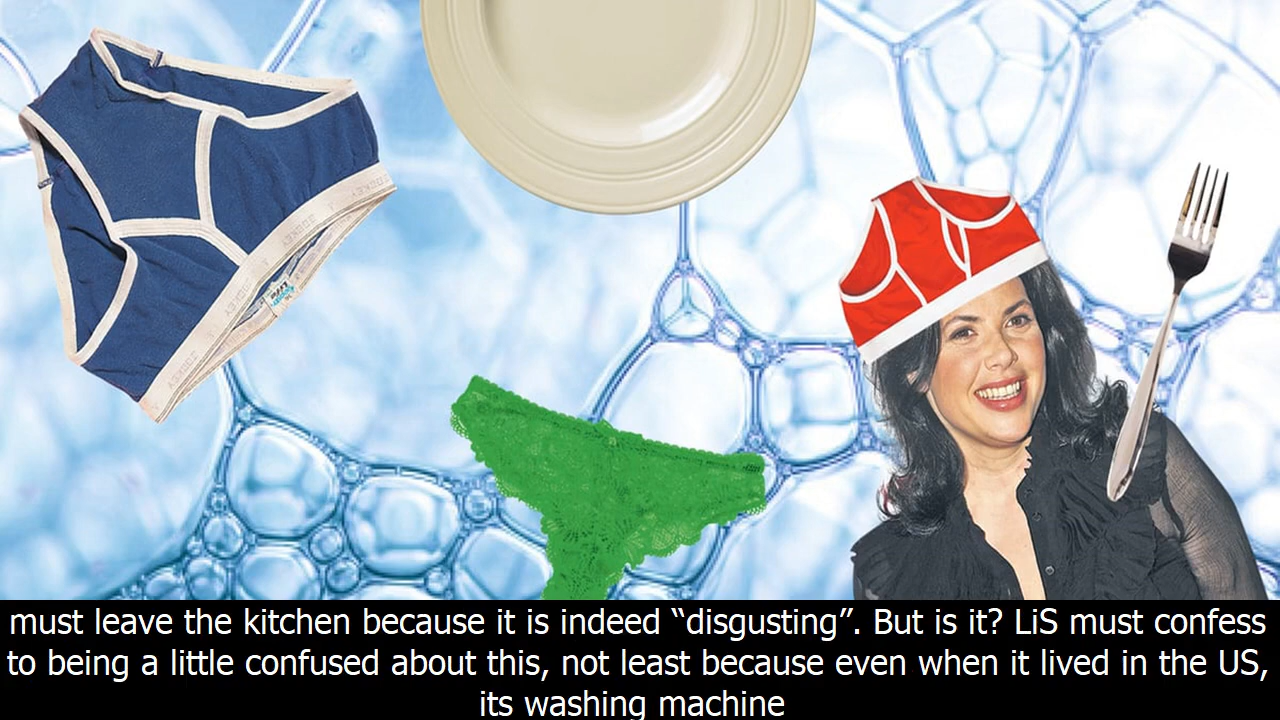 JOCKEY
must leave the kitchen because it is indeed “disgusting”. But is it? LiS must confess
to being a little confused about this, not least because even when it lived in the US,
its washing machine